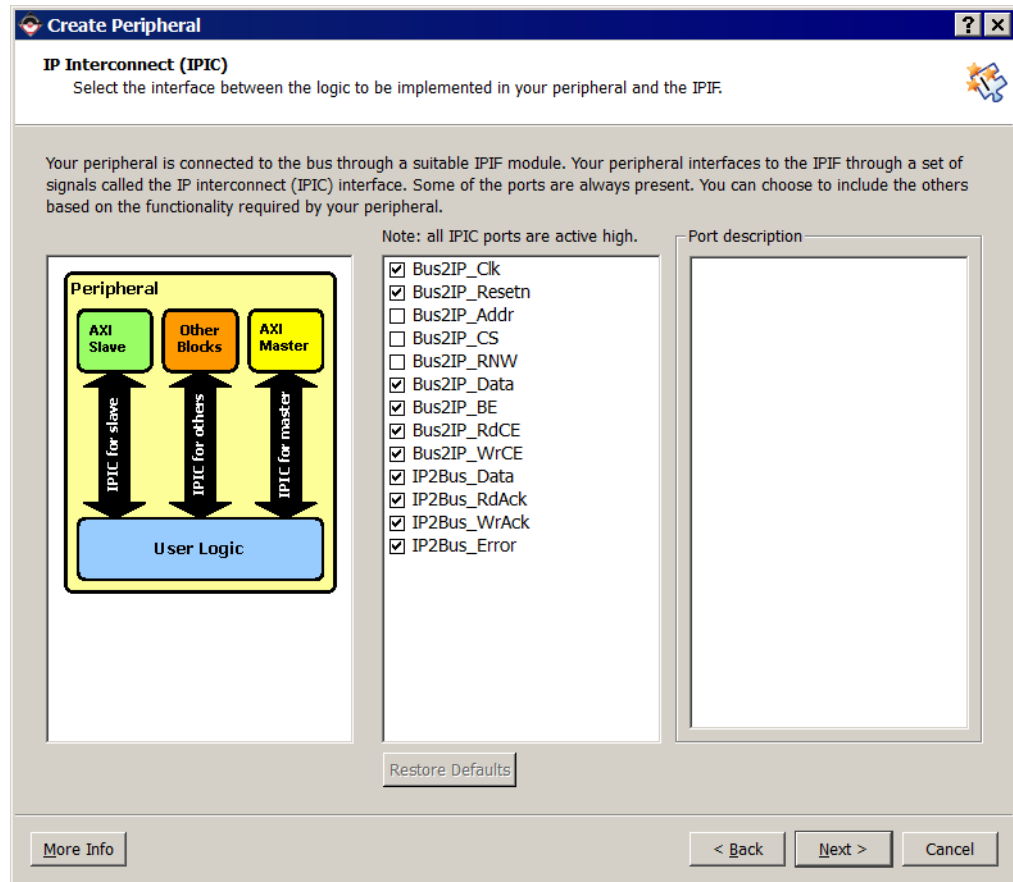 Create Peripheral
IP Interconnect (IPIC)
Select the interface between the logic to be implemented in your peripheral and the IPIF.
Your peripheral is connected to the bus through a suitable IPIF module. Your peripheral interfaces to the IPIF through a set of
signals called the IP interconnect (IPIC) interface. Some of the ports are always present. You can choose to include the others
based on the functionality required by your peripheral.
Peripheral
AXI
Slave
Other
Blocks
AXI
Master
IPIC for slave
IPIC for others
IPIC for master
User Logic
Note: all IPIC ports are active high.
Bus2IP_Clk
Bus2IP_Resetn
Bus2IP_Addr
Bus2IP_CS
Bus2IP_RNW
Bus2IP_Data
Bus2IP_BE
Bus2IP_RdCE
Bus2IP_WrCE
IP2Bus_Data
IP2Bus_RdAck
IP2Bus_WrAck
IP2Bus_Error
Restore Defaults
Port description
More Info
< Back
Next >
Cancel